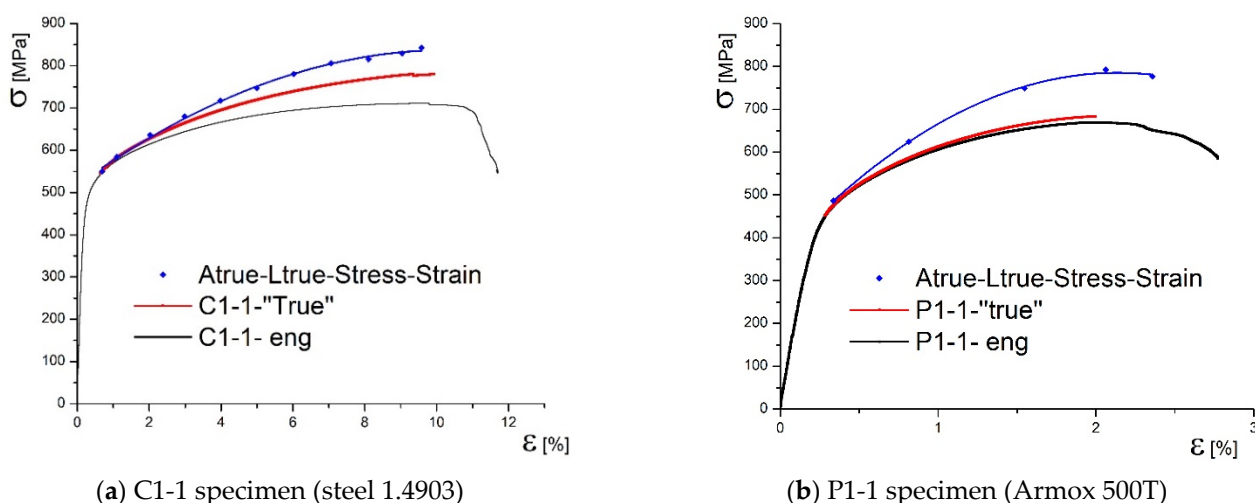 900
800
700
600
500
400
300
200
100
0
σ [MPa]
Atrue-Ltrue-Stress-Strain
C1-1-"True"
C1-1- eng
0 2 4 6 8 10 12
ε [%]
(a) C1-1 specimen (steel 1.4903)
900
800
700
600
500
400
300
200
100
0
σ [MPa]
Atrue-Ltrue-Stress-Strain
P1-1-"true"
P1-1- eng
0 1 2 3
ε [%]
(b) P1-1 specimen (Armox 500T)